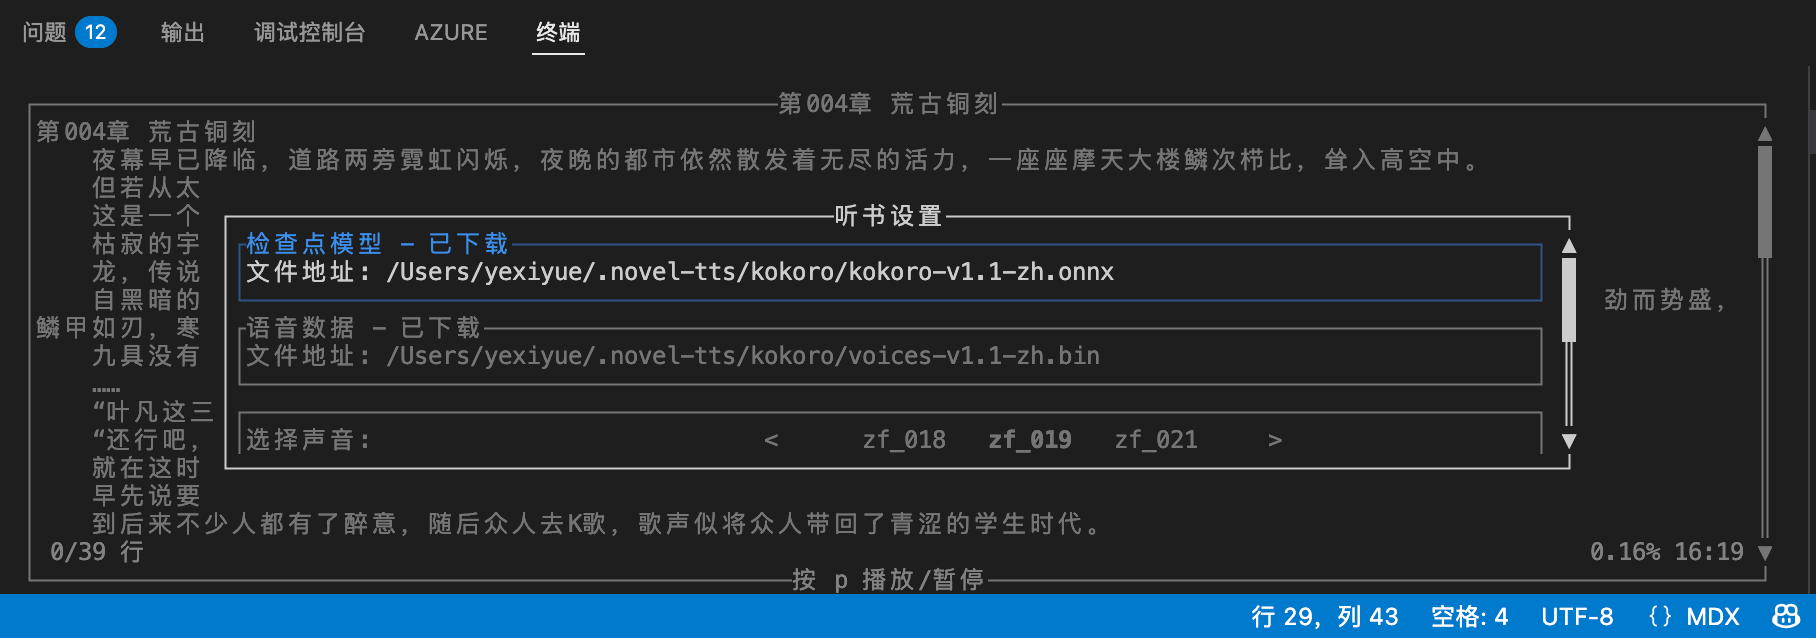 问题 12 输出 调试控制台 AZURE 终端
第004章 荒古铜刻
第004章 荒古铜刻
夜幕早已降临，道路两旁霓虹闪烁，夜晚的都市依然散发着无尽的活力，一座座摩天大楼鳞次栉比，耸入高空中。
但若从太
这是一个
听书设置
枯寂的宇
检查点模型 - 已下载
龙，传说
文件地址: /Users/yexiyue/.novel-tts/kokoro/kokoro-v1.1-zh.onnx
自黑暗的
劲而势盛，
鳞甲如刃，寒
语音数据 - 已下载
九具没有
文件地址: /Users/yexiyue/.novel-tts/kokoro/voices-v1.1-zh.bin
……
“叶凡这三
“还行吧，
选择声音: < zf_018 zf_019 zf_021 >
就在这时
早先说要
到后来不少人都有了醉意，随后众人去K歌，歌声似将众人带回了青涩的学生时代。
0/39 行 0.16% 16:19
按 p 播放/暂停
行 29，列 43 空格: 4 UTF-8 {} MDX